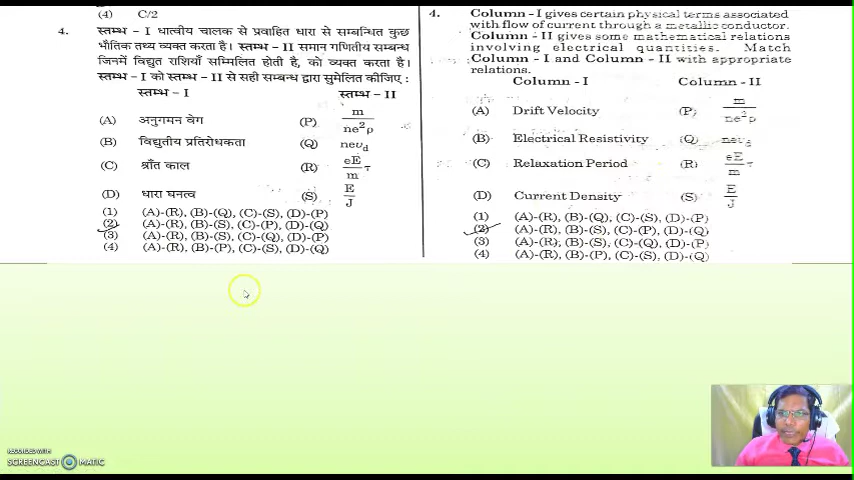 (4) C/2
4. स्तम्भ - I धात्वीय चालक से प्रवाहित धारा से सम्बन्धित कुछ
भौतिक तथ्य व्यक्त करता है। स्तम्भ - II समान गणितीय सम्बन्ध
जिनमें विद्युत राशियाँ सम्मिलित होती है, को व्यक्त करता है।
स्तम्भ - I को स्तम्भ - II से सही सम्बन्ध द्वारा सुमेलित कीजिए :
स्तम्भ - I स्तम्भ - II
(A) अनुगमन वेग (P) m/ne²ρ
(B) विद्युतीय प्रतिरोधकता (Q) nev_d
(C) श्राँत काल (R) eE/m τ
(D) धारा घनत्व (S) E/J
(1) (A)-(R), (B)-(Q), (C)-(S), (D)-(P)
(2) (A)-(R), (B)-(S), (C)-(P), (D)-(Q)
(3) (A)-(R), (B)-(S), (C)-(Q), (D)-(P)
(4) (A)-(R), (B)-(P), (C)-(S), (D)-(Q)
4. Column - I gives certain physical terms associated
with flow of current through a metallic conductor.
Column - II gives some mathematical relations
involving electrical quantities. Match
Column - I and Column - II with appropriate
relations.
Column - I Column - II
(A) Drift Velocity (P) m/ne²ρ
(B) Electrical Resistivity (Q) nev_d
(C) Relaxation Period (R) eE/m τ
(D) Current Density (S) E/J
(1) (A)-(R), (B)-(Q), (C)-(S), (D)-(P)
(2) (A)-(R), (B)-(S), (C)-(P), (D)-(Q)
(3) (A)-(R), (B)-(S), (C)-(Q), (D)-(P)
(4) (A)-(R), (B)-(P), (C)-(S), (D)-(Q)
RECORDED WITH
SCREENCAST MATIC